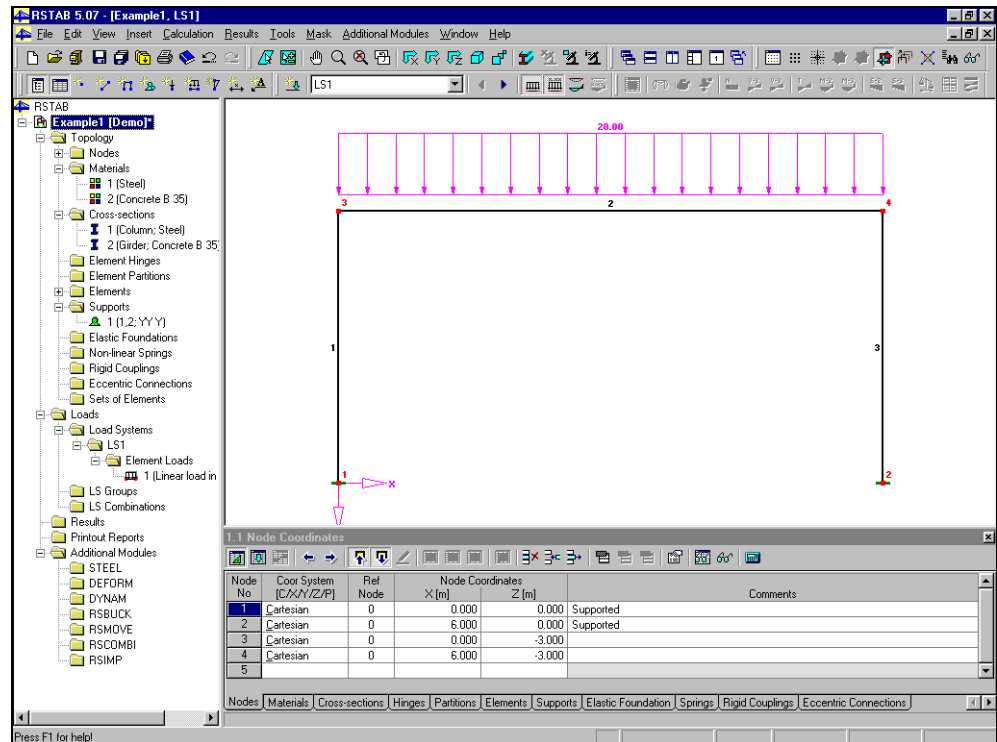 RSTAB 5.07 - [Example1, LS1]
File Edit View Insert Calculation Results Tools Mask Additional Modules Window Help
LS1
RSTAB
Example1 [Demo]*
Topology
Nodes
Materials
1 (Steel)
2 (Concrete B 35)
Cross-sections
1 (Column; Steel)
2 (Girder; Concrete B 35)
Element Hinges
Element Partitions
Elements
Supports
1 (1,2; YY Y)
Elastic Foundations
Non-linear Springs
Rigid Couplings
Eccentric Connections
Sets of Elements
Loads
Load Systems
LS1
Element Loads
1 (Linear load in
LS Groups
LS Combinations
Results
Printout Reports
Additional Modules
STEEL
DEFORM
DYNAM
RSBUCK
RSMOVE
RSCOMBI
RSIMP
20.00
3 2 4
1 3
1 x 2
1.1 Node Coordinates
Node Coor System Ref Node Coordinates
No [C/X/Y/Z/P] Node X [m] Z [m] Comments
1 Cartesian 0 0.000 0.000 Supported
2 Cartesian 0 6.000 0.000 Supported
3 Cartesian 0 0.000 -3.000
4 Cartesian 0 6.000 -3.000
5
Nodes Materials Cross-sections Hinges Partitions Elements Supports Elastic Foundation Springs Rigid Couplings Eccentric Connections
Press F1 for help!